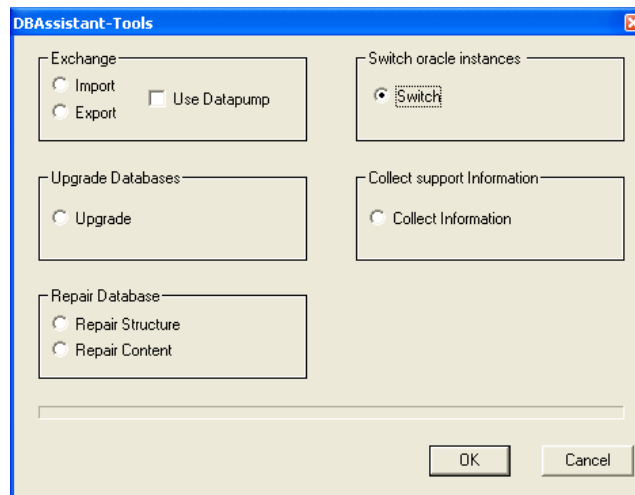 DBAssistant-Tools
Exchange
Import
Export
Use Datapump
Switch oracle instances
Switch
Upgrade Databases
Upgrade
Collect support Information
Collect Information
Repair Database
Repair Structure
Repair Content
OK
Cancel